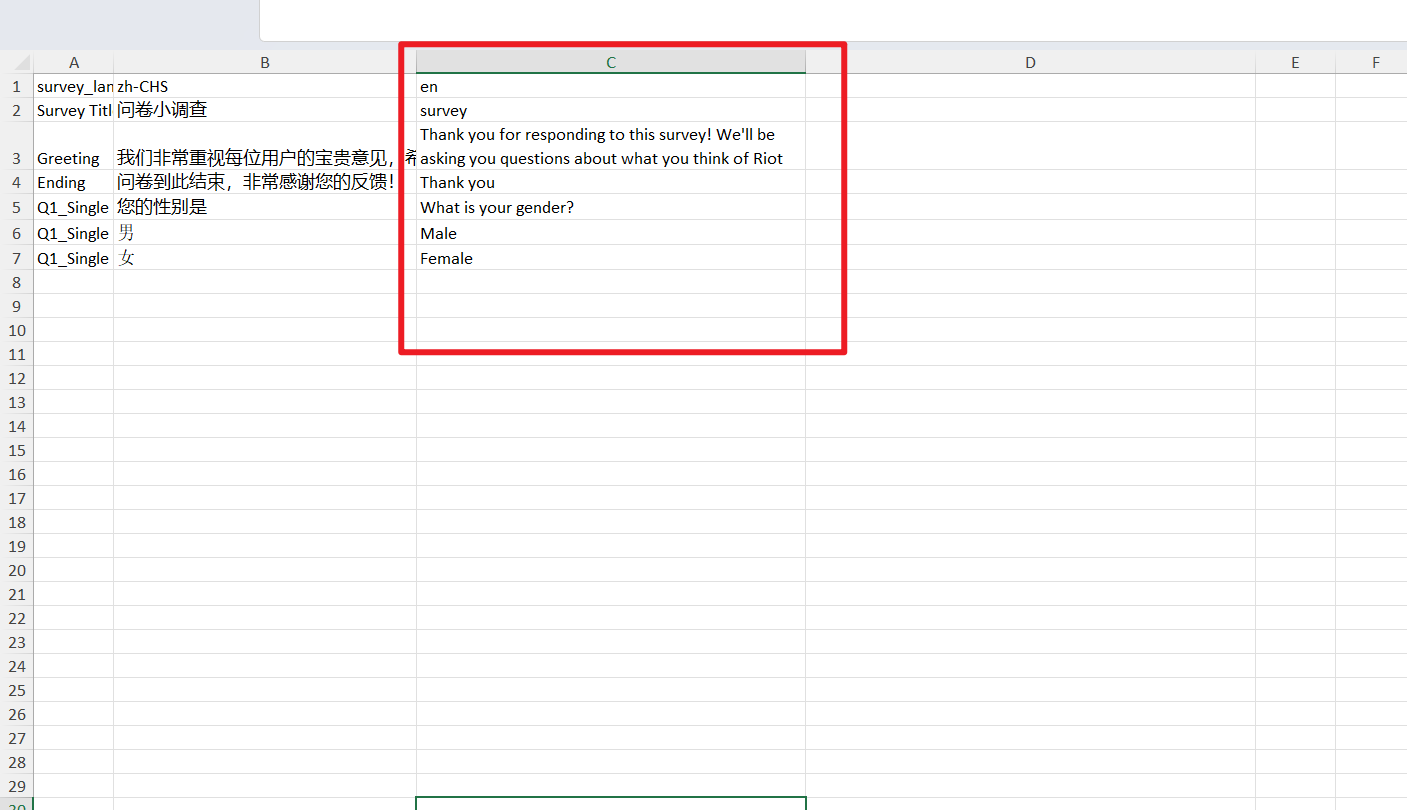 A B C D E F
1 survey_lan zh-CHS en
2 Survey Titl 问卷小调查 survey
Thank you for responding to this survey! We'll be
3 Greeting 我们非常重视每位用户的宝贵意见，希 asking you questions about what you think of Riot
4 Ending 问卷到此结束，非常感谢您的反馈！ Thank you
5 Q1_Single 您的性别是 What is your gender?
6 Q1_Single 男 Male
7 Q1_Single 女 Female
8
9
10
11
12
13
14
15
16
17
18
19
20
21
22
23
24
25
26
27
28
29